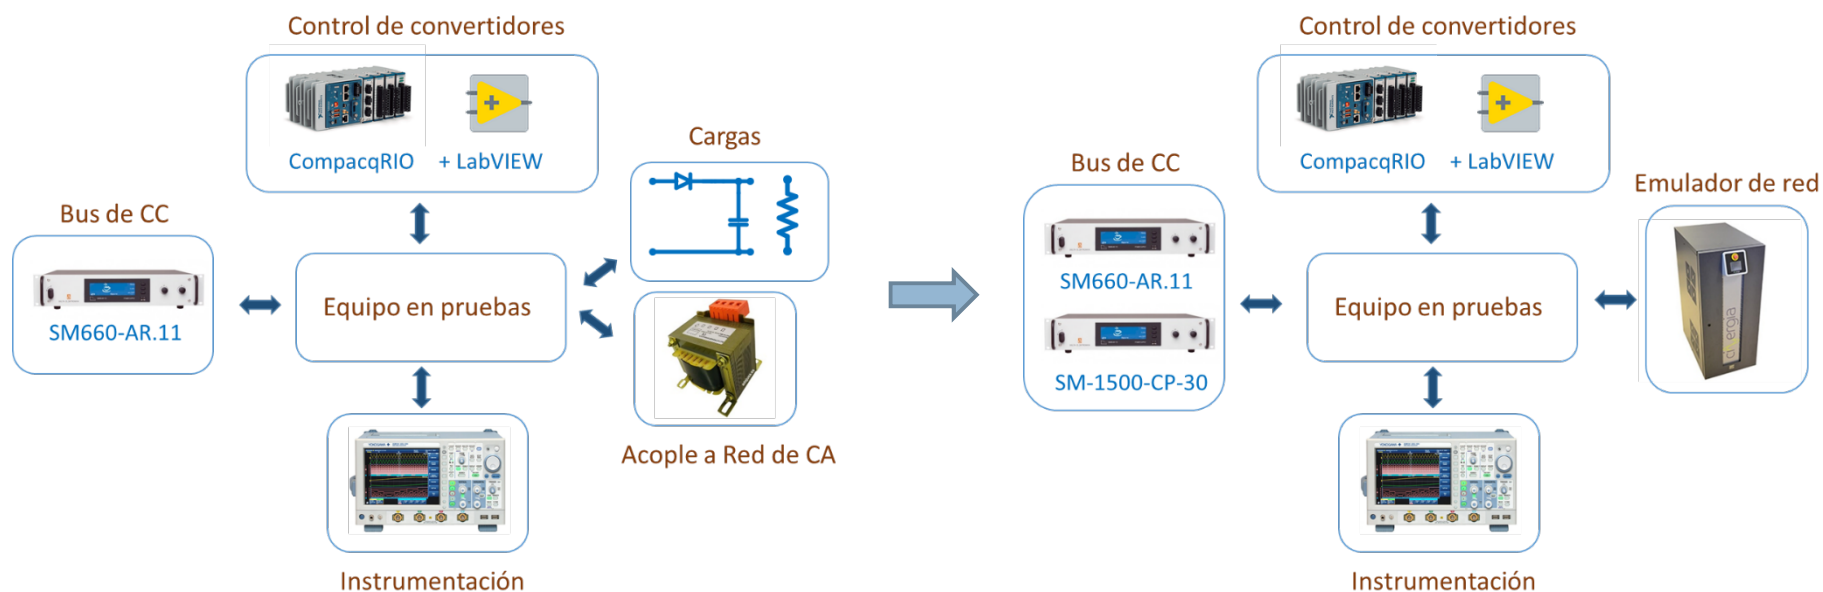 Control de convertidores
CompacqRIO + LabVIEW
Cargas
Bus de CC
SM660-AR.11
Equipo en pruebas
Acople a Red de CA
Instrumentación
Control de convertidores
CompacqRIO + LabVIEW
Bus de CC
SM660-AR.11
SM-1500-CP-30
Emulador de red
Equipo en pruebas
Instrumentación